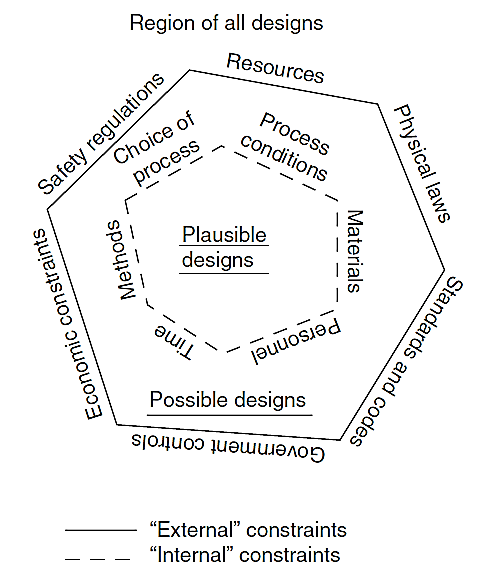 Region of all designs
Resources
Safety regulations
Physical laws
Choice of
process
Process
conditions
Methods
Materials
Plausible
designs
Economic constraints
Time
Personnel
Standards and codes
Possible designs
Government controls
“External” constraints
“Internal” constraints